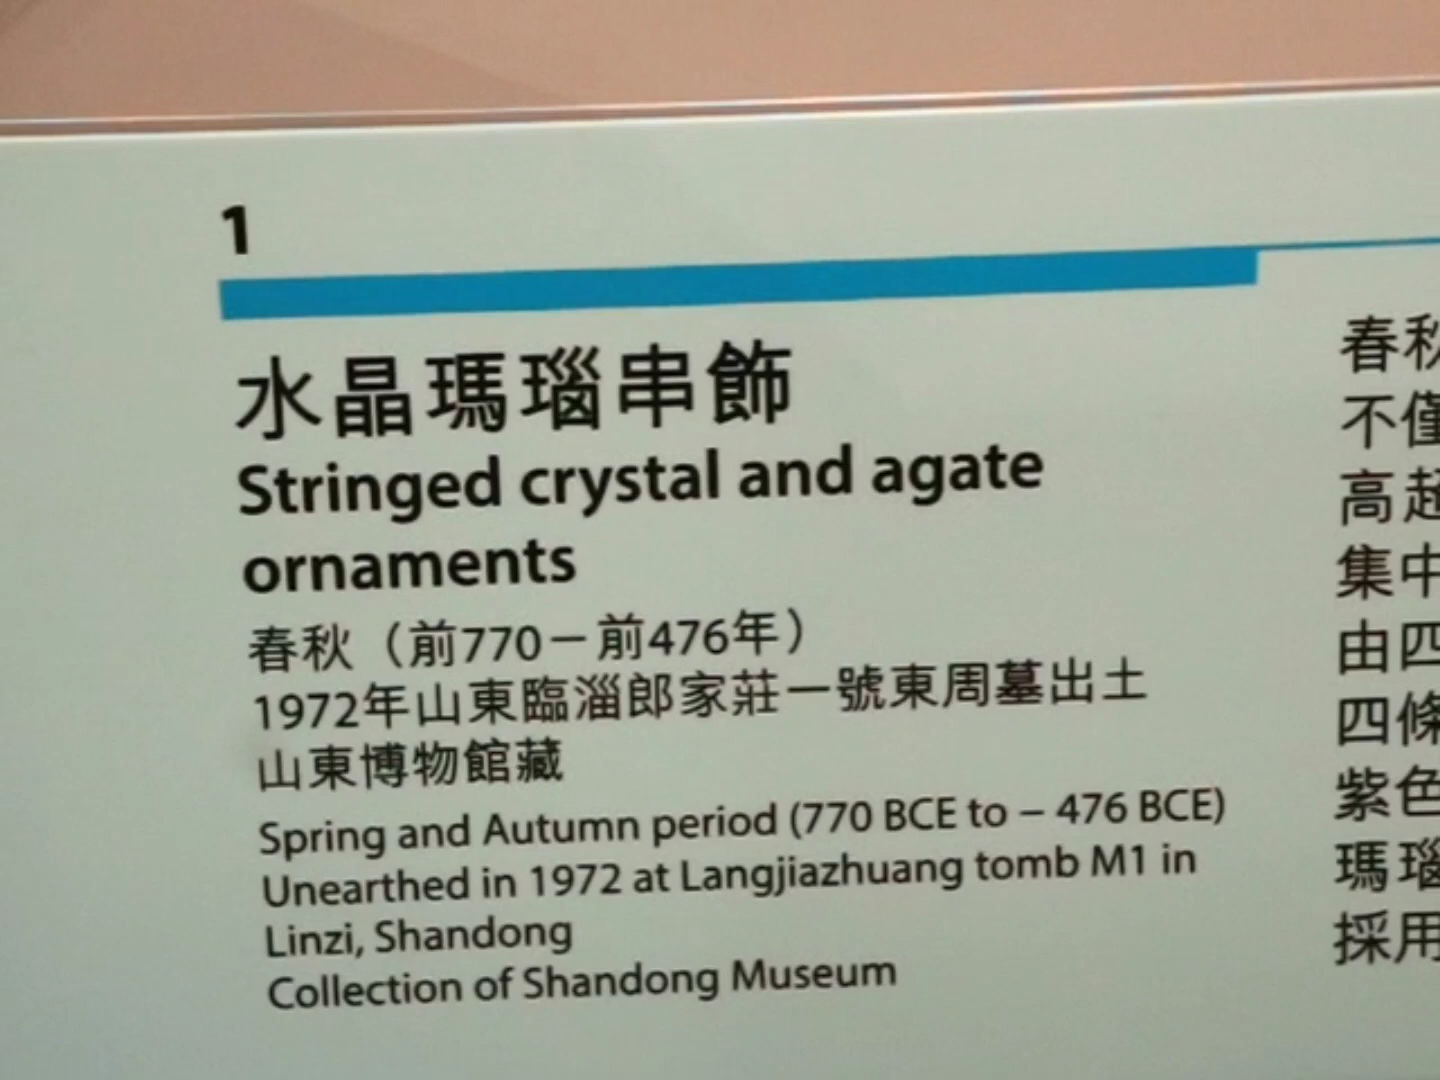 1
水晶瑪瑙串飾
Stringed crystal and agate
ornaments
春秋（前770－前476年）
1972年山東臨淄郎家莊一號東周墓出土
山東博物館藏
Spring and Autumn period (770 BCE to – 476 BCE)
Unearthed in 1972 at Langjiazhuang tomb M1 in
Linzi, Shandong
Collection of Shandong Museum
春秋
不僅
高超
集中
由四
四條
紫色
瑪瑙
採用